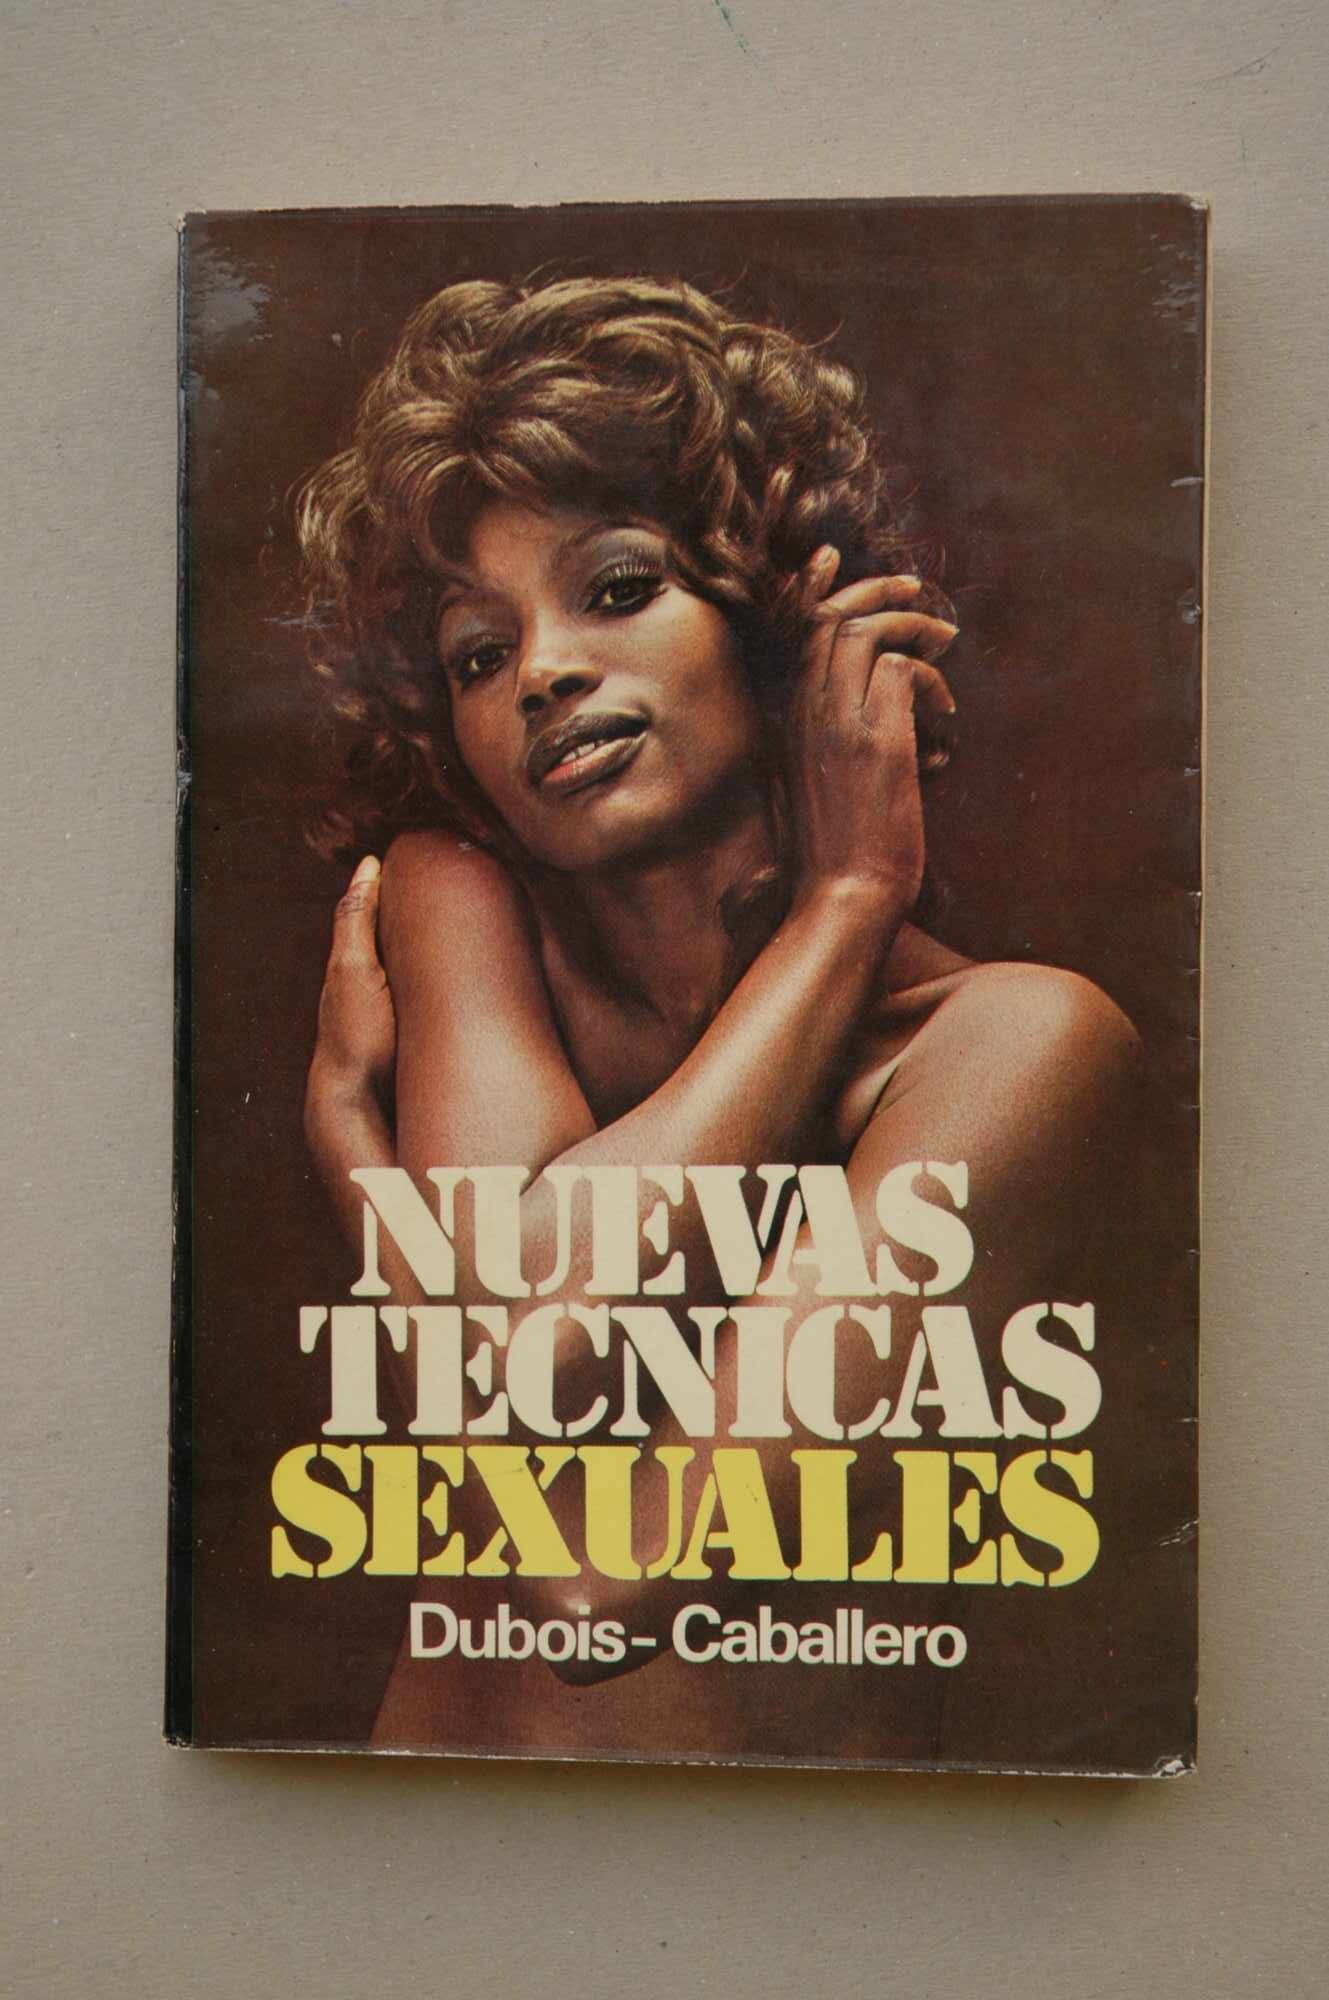 NUEVAS
TECNICAS
SEXUALES
Dubois - Caballero